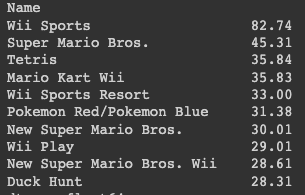 Name
Wii Sports 82.74
Super Mario Bros. 45.31
Tetris 35.84
Mario Kart Wii 35.83
Wii Sports Resort 33.00
Pokemon Red/Pokemon Blue 31.38
New Super Mario Bros. 30.01
Wii Play 29.01
New Super Mario Bros. Wii 28.61
Duck Hunt 28.31